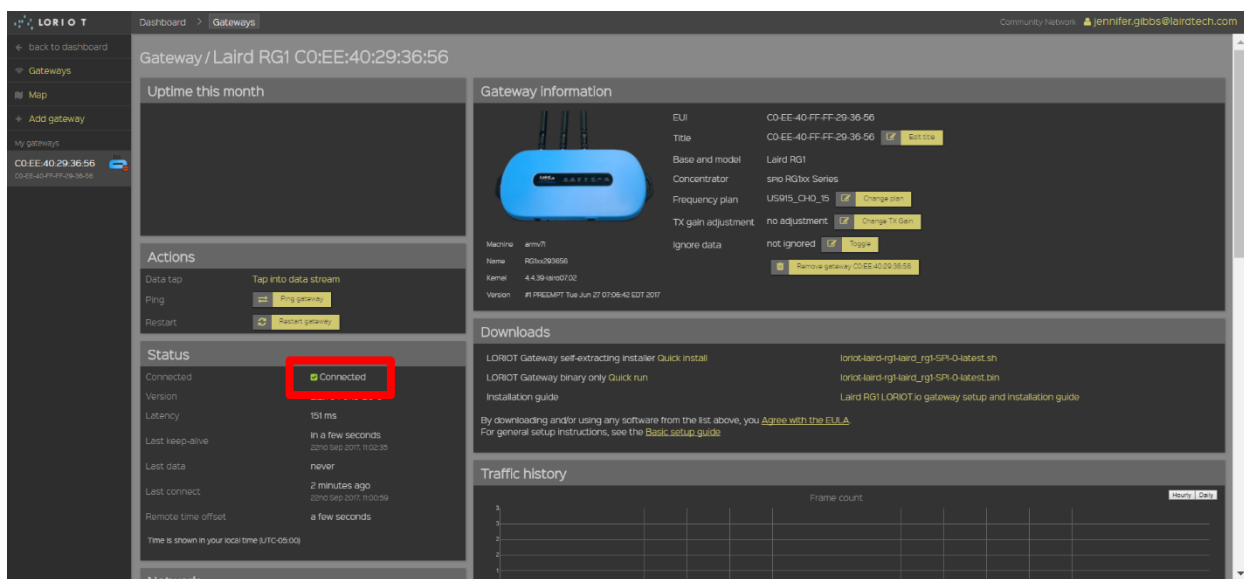 LORIOT
Dashboard > Gateways
Community Network jennifer.gibbs@lairdtech.com
← back to dashboard
Gateways
Map
+ Add gateway
My gateways
C0:EE:40:29:36:56
C0-EE-40-FF-FF-29-36-56
Gateway / Laird RG1 C0:EE:40:29:36:56
Uptime this month
Actions
Data tap Tap into data stream
Ping Ping gateway
Restart Restart gateway
Status
Connected Connected
Version
Latency 151 ms
Last keep-alive In a few seconds
22nd Sep 2017, 11:02:35
Last data never
Last connect 2 minutes ago
22nd Sep 2017, 11:00:59
Remote time offset a few seconds
Time is shown in your local time (UTC-05:00)
Network
Gateway information
EUI C0-EE-40-FF-FF-29-36-56
Title C0-EE-40-FF-FF-29-36-56 Edit title
Base and model Laird RG1
Concentrator SPI0 RG1xx Series
Frequency plan US915_CH0_15 Change plan
TX gain adjustment no adjustment Change TX Gain
Ignore data not ignored Toggle
Remove gateway C0:EE:40:29:36:56
Machine armv7l
Name RG1xx293656
Kernel 4.4.39-laird07.02
Version #1 PREEMPT Tue Jun 27 07:06:42 EDT 2017
Downloads
LORIOT Gateway self-extracting installer Quick install loriot-laird-rg1-laird_rg1-SPI-0-latest.sh
LORIOT Gateway binary only Quick run loriot-laird-rg1-laird_rg1-SPI-0-latest.bin
Installation guide Laird RG1 LORIOT.io gateway setup and installation guide
By downloading and/or using any software from the list above, you Agree with the EULA.
For general setup instructions, see the Basic setup guide
Traffic history
Frame count
Hourly Daily
3
3
2
2
1